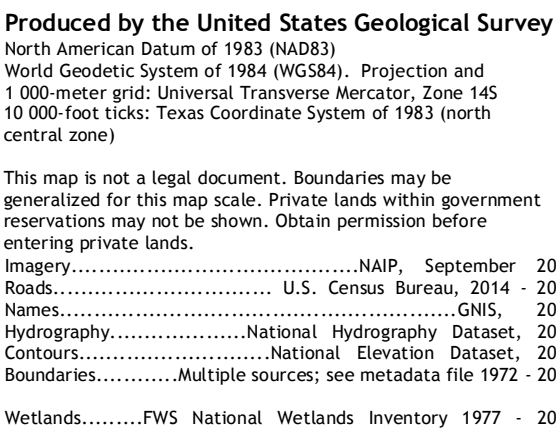 Produced by the United States Geological Survey
North American Datum of 1983 (NAD83)
World Geodetic System of 1984 (WGS84).  Projection and
1 000-meter grid: Universal Transverse Mercator, Zone 14S
10 000-foot ticks: Texas Coordinate System of 1983 (north
central zone)
This map is not a legal document. Boundaries may be
generalized for this map scale. Private lands within government
reservations may not be shown. Obtain permission before
entering private lands.
Imagery.......................................NAIP, September 20
Roads.............................. U.S. Census Bureau, 2014 - 20
Names.....................................................GNIS, 20
Hydrography...................National Hydrography Dataset, 20
Contours...........................National Elevation Dataset, 20
Boundaries............Multiple sources; see metadata file 1972 - 20
Wetlands.........FWS National Wetlands Inventory 1977 - 20